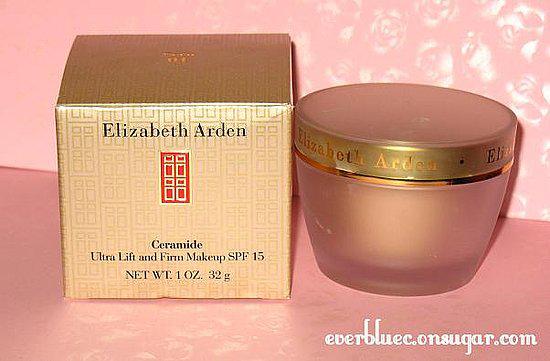 Elizabeth Arden
Ceramide
Ultra Lift and Firm Makeup SPF 15
NET WT. 1 OZ. 32 g
Elizabeth Arden
everbluec.onsugar.com